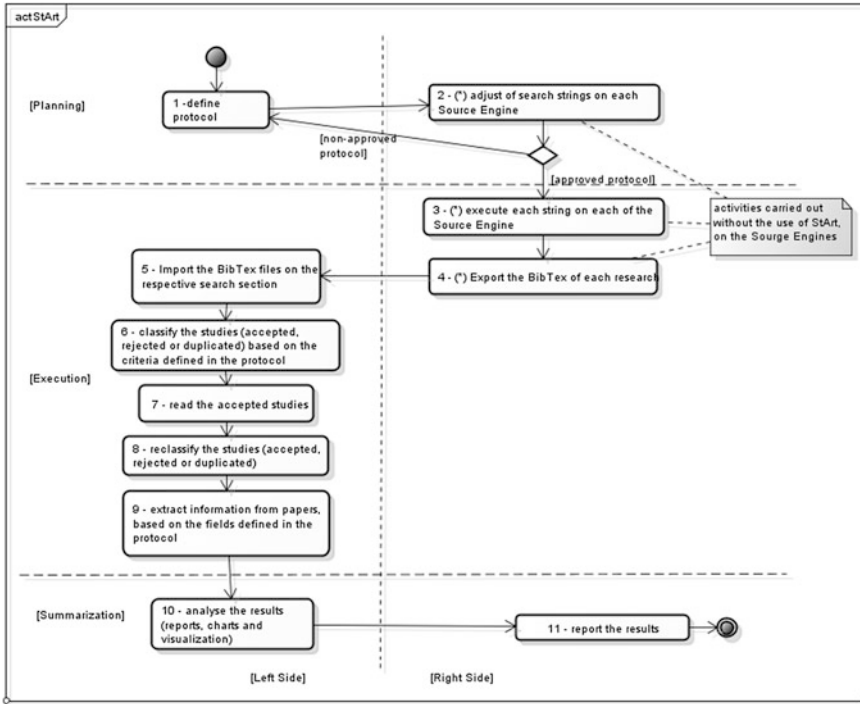 act StArt
[Planning]
1 -define
protocol
2 - (*) adjust of search strings on each
Source Engine
[non-approved
protocol]
[approved protocol]
3 - (*) execute each string on each of the
Source Engine
activities carried out
without the use of StArt,
on the Sourge Engines
4 - (*) Export the BibTex of each research
5 - Import the BibTex files on the
respective search section
6 - classify the studies (accepted,
rejected or duplicated) based on the
criteria defined in the protocol
[Execution]
7 - read the accepted studies
8 - reclassify the studies (accepted,
rejected or duplicated)
9 - extract information from papers,
based on the fields defined in the
protocol
[Summarization]
10 - analyse the results
(reports, charts and
visualization)
11 - report the results
[Left Side]
[Right Side]